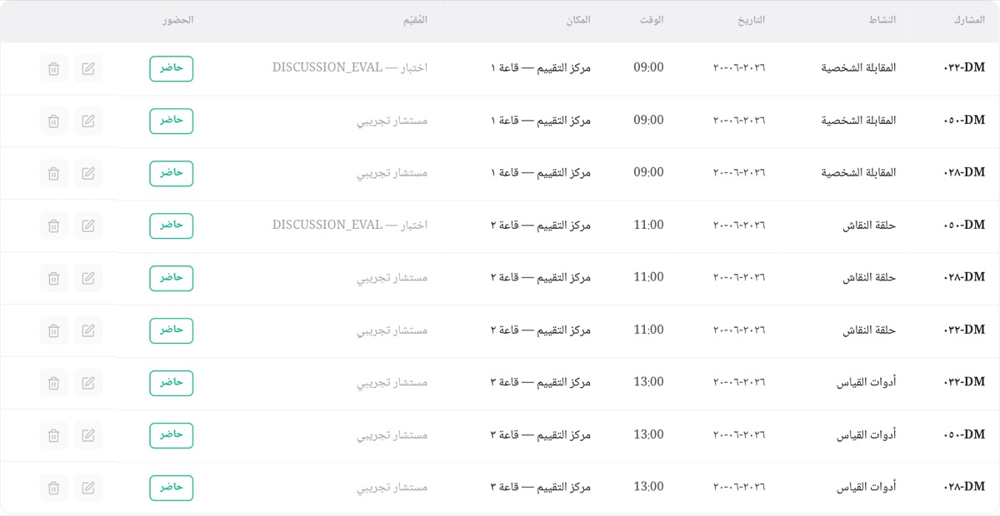 المشارك النشاط التاريخ الوقت المكان المُقيّم الحضور
DM-٠٣٢ المقابلة الشخصية ٢٠٢٦-٠٦-٢٠ 09:00 مركز التقييم — قاعة ١ اختبار — DISCUSSION_EVAL حاضر
DM-٠٥٠ المقابلة الشخصية ٢٠٢٦-٠٦-٢٠ 09:00 مركز التقييم — قاعة ١ مستشار تجريبي حاضر
DM-٠٢٨ المقابلة الشخصية ٢٠٢٦-٠٦-٢٠ 09:00 مركز التقييم — قاعة ١ مستشار تجريبي حاضر
DM-٠٥٠ حلقة النقاش ٢٠٢٦-٠٦-٢٠ 11:00 مركز التقييم — قاعة ٢ اختبار — DISCUSSION_EVAL حاضر
DM-٠٢٨ حلقة النقاش ٢٠٢٦-٠٦-٢٠ 11:00 مركز التقييم — قاعة ٢ مستشار تجريبي حاضر
DM-٠٣٢ حلقة النقاش ٢٠٢٦-٠٦-٢٠ 11:00 مركز التقييم — قاعة ٢ مستشار تجريبي حاضر
DM-٠٣٢ أدوات القياس ٢٠٢٦-٠٦-٢٠ 13:00 مركز التقييم — قاعة ٣ مستشار تجريبي حاضر
DM-٠٥٠ أدوات القياس ٢٠٢٦-٠٦-٢٠ 13:00 مركز التقييم — قاعة ٣ مستشار تجريبي حاضر
DM-٠٢٨ أدوات القياس ٢٠٢٦-٠٦-٢٠ 13:00 مركز التقييم — قاعة ٣ مستشار تجريبي حاضر